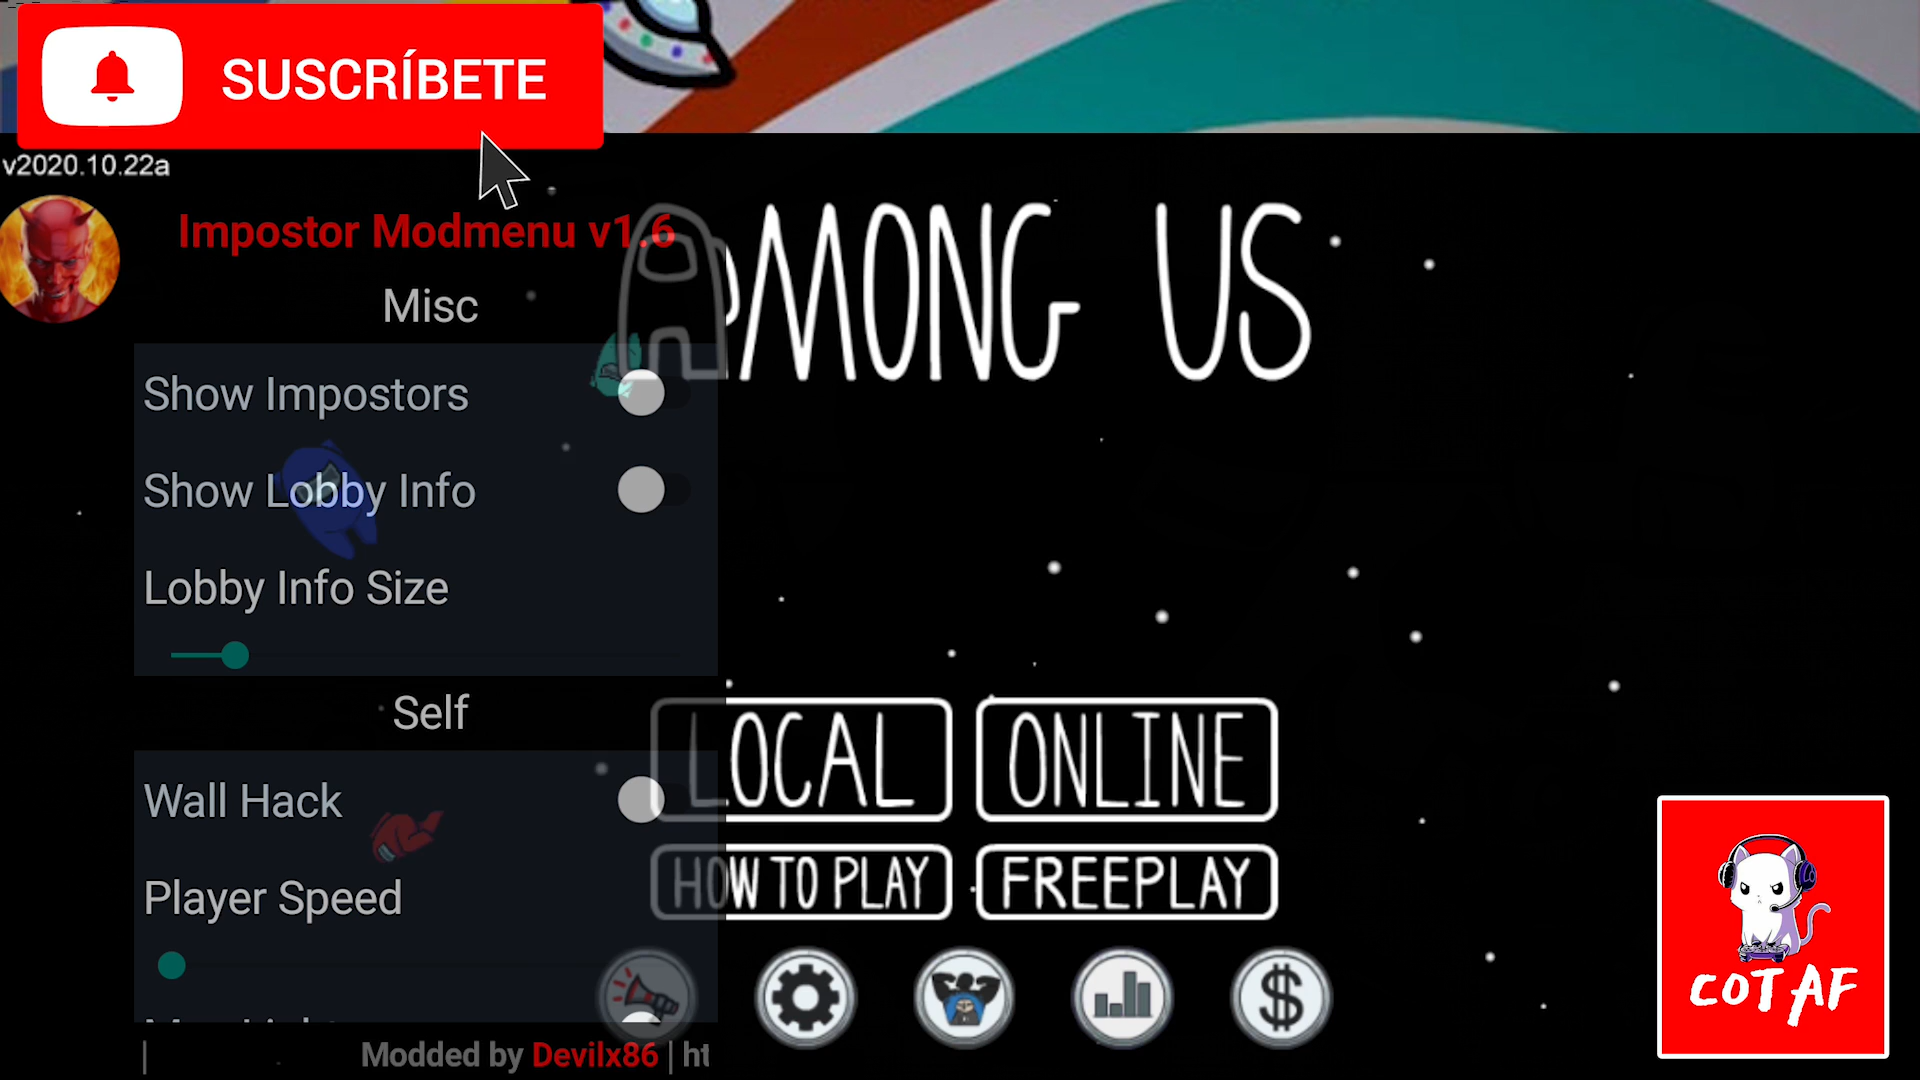 SUSCRÍBETE
v2020.10.22a
Impostor Modmenu v1.6
AMONG US
Misc
Show Impostors
Show Lobby Info
Lobby Info Size
Self
Wall Hack
Player Speed
LOCAL
ONLINE
HOW TO PLAY
FREEPLAY
| Modded by Devilx86 | ht
COTAF